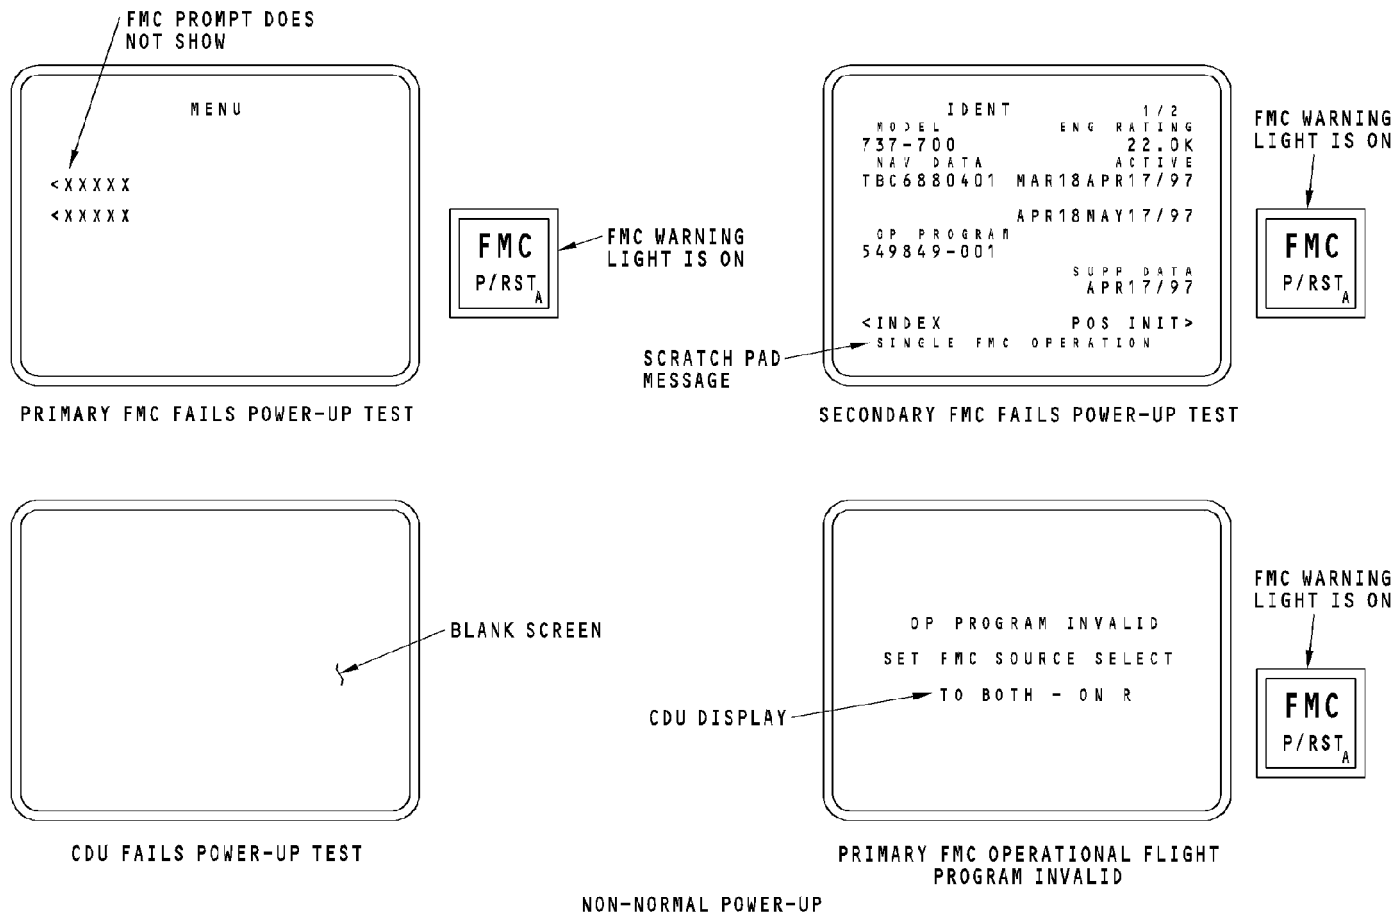 FMC PROMPT DOES
NOT SHOW
MENU
<XXXXX
<XXXXX
FMC
P/RST
A
FMC WARNING
LIGHT IS ON
PRIMARY FMC FAILS POWER-UP TEST
IDENT 1/2
MODEL ENG RATING
737-700 22.0K
NAV DATA ACTIVE
TBC6880401 MAR18APR17/97
APR18MAY17/97
OP PROGRAM
549849-001
SUPP DATA
APR17/97
<INDEX POS INIT>
SINGLE FMC OPERATION
SCRATCH PAD
MESSAGE
FMC WARNING
LIGHT IS ON
FMC
P/RST
A
SECONDARY FMC FAILS POWER-UP TEST
BLANK SCREEN
CDU FAILS POWER-UP TEST
OP PROGRAM INVALID
SET FMC SOURCE SELECT
TO BOTH - ON R
CDU DISPLAY
FMC WARNING
LIGHT IS ON
FMC
P/RST
A
PRIMARY FMC OPERATIONAL FLIGHT
PROGRAM INVALID
NON-NORMAL POWER-UP